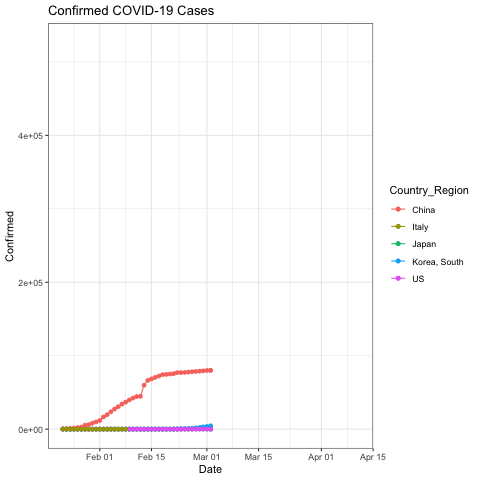 Confirmed COVID-19 Cases
Confirmed
4e+05
2e+05
0e+00
Feb 01
Feb 15
Mar 01
Mar 15
Apr 01
Apr 15
Date
Country_Region
China
Italy
Japan
Korea, South
US